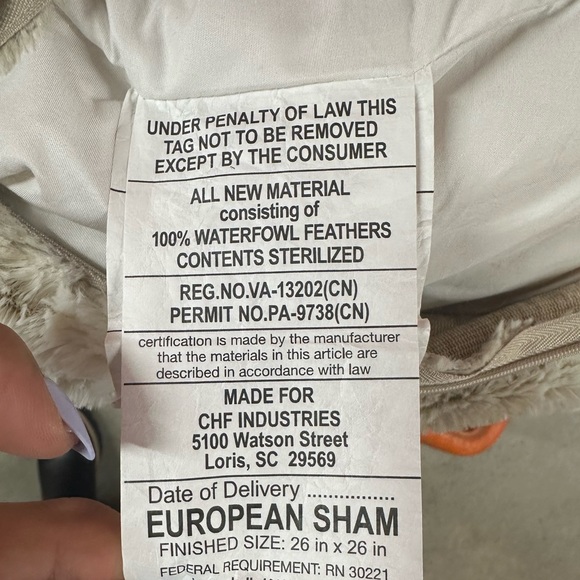 UNDER PENALTY OF LAW THIS
TAG NOT TO BE REMOVED
EXCEPT BY THE CONSUMER
ALL NEW MATERIAL
consisting of
100% WATERFOWL FEATHERS
CONTENTS STERILIZED
REG.NO.VA-13202(CN)
PERMIT NO.PA-9738(CN)
certification is made by the manufacturer
that the materials in this article are
described in accordance with law
MADE FOR
CHF INDUSTRIES
5100 Watson Street
Loris, SC 29569
Date of Delivery ................
EUROPEAN SHAM
FINISHED SIZE: 26 in x 26 in
FEDERAL REQUIREMENT: RN 30221